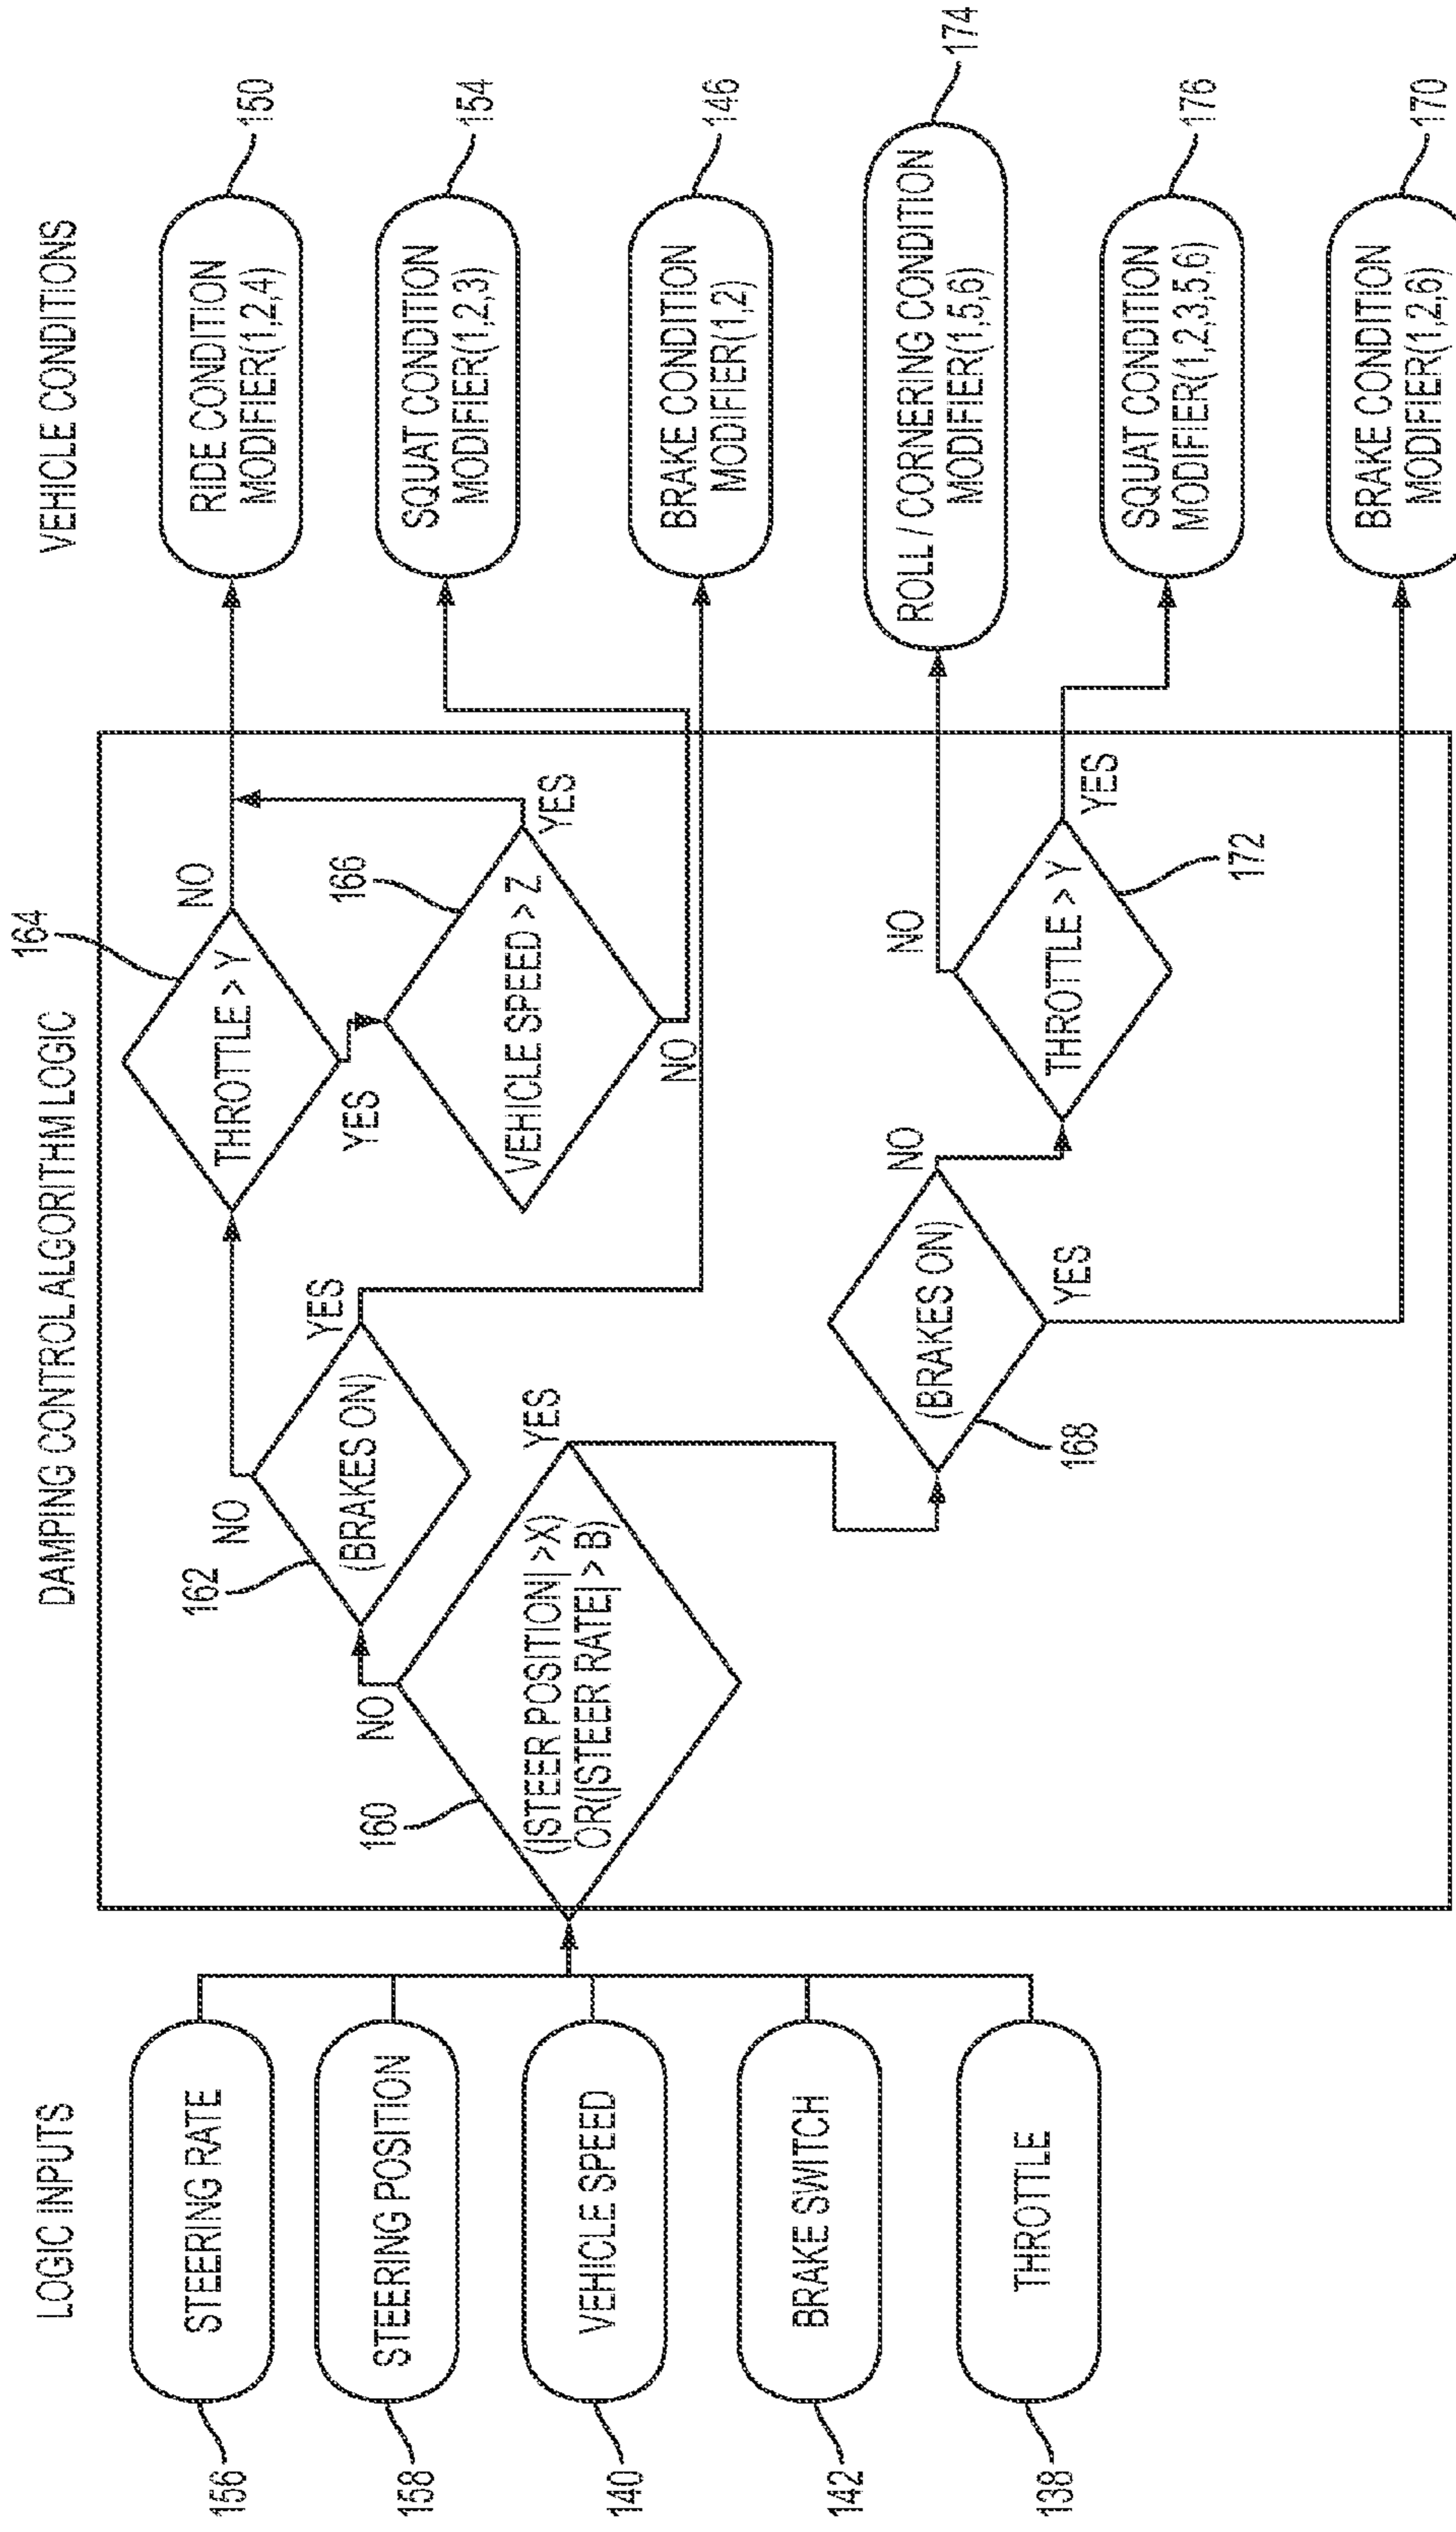 LOGIC INPUTS
DAMPING CONTROL ALGORITHM LOGIC
VEHICLE CONDITIONS
156
STEERING RATE
158
STEERING POSITION
140
VEHICLE SPEED
142
BRAKE SWITCH
138
THROTTLE
160
(|STEER POSITION| >X)
OR(|STEER RATE| > B)
NO
YES
162
(BRAKES ON)
NO
YES
164
THROTTLE > Y
NO
YES
166
VEHICLE SPEED > Z
YES
NO
168
(BRAKES ON)
NO
YES
172
THROTTLE > Y
NO
YES
RIDE CONDITION
MODIFIER(1,2,4)
150
SQUAT CONDITION
MODIFIER(1,2,3)
154
BRAKE CONDITION
MODIFIER(1,2)
146
ROLL / CORNERING CONDITION
MODIFIER(1,5,6)
174
SQUAT CONDITION
MODIFIER(1,2,3,5,6)
176
BRAKE CONDITION
MODIFIER(1,2,6)
170